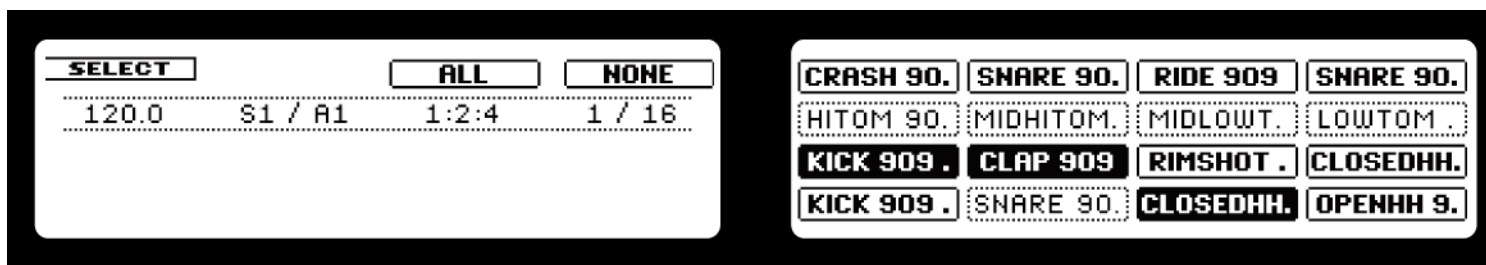 SELECT ALL NONE
120.0 S1 / A1 1:2:4 1 / 16
CRASH 90. SNARE 90. RIDE 909 SNARE 90.
HITOM 90. MIDHITOM. MIDLOWT. LOWTOM .
KICK 909 . CLAP 909 RIMSHOT . CLOSEDHH.
KICK 909 . SNARE 90. CLOSEDHH. OPENHH 9.